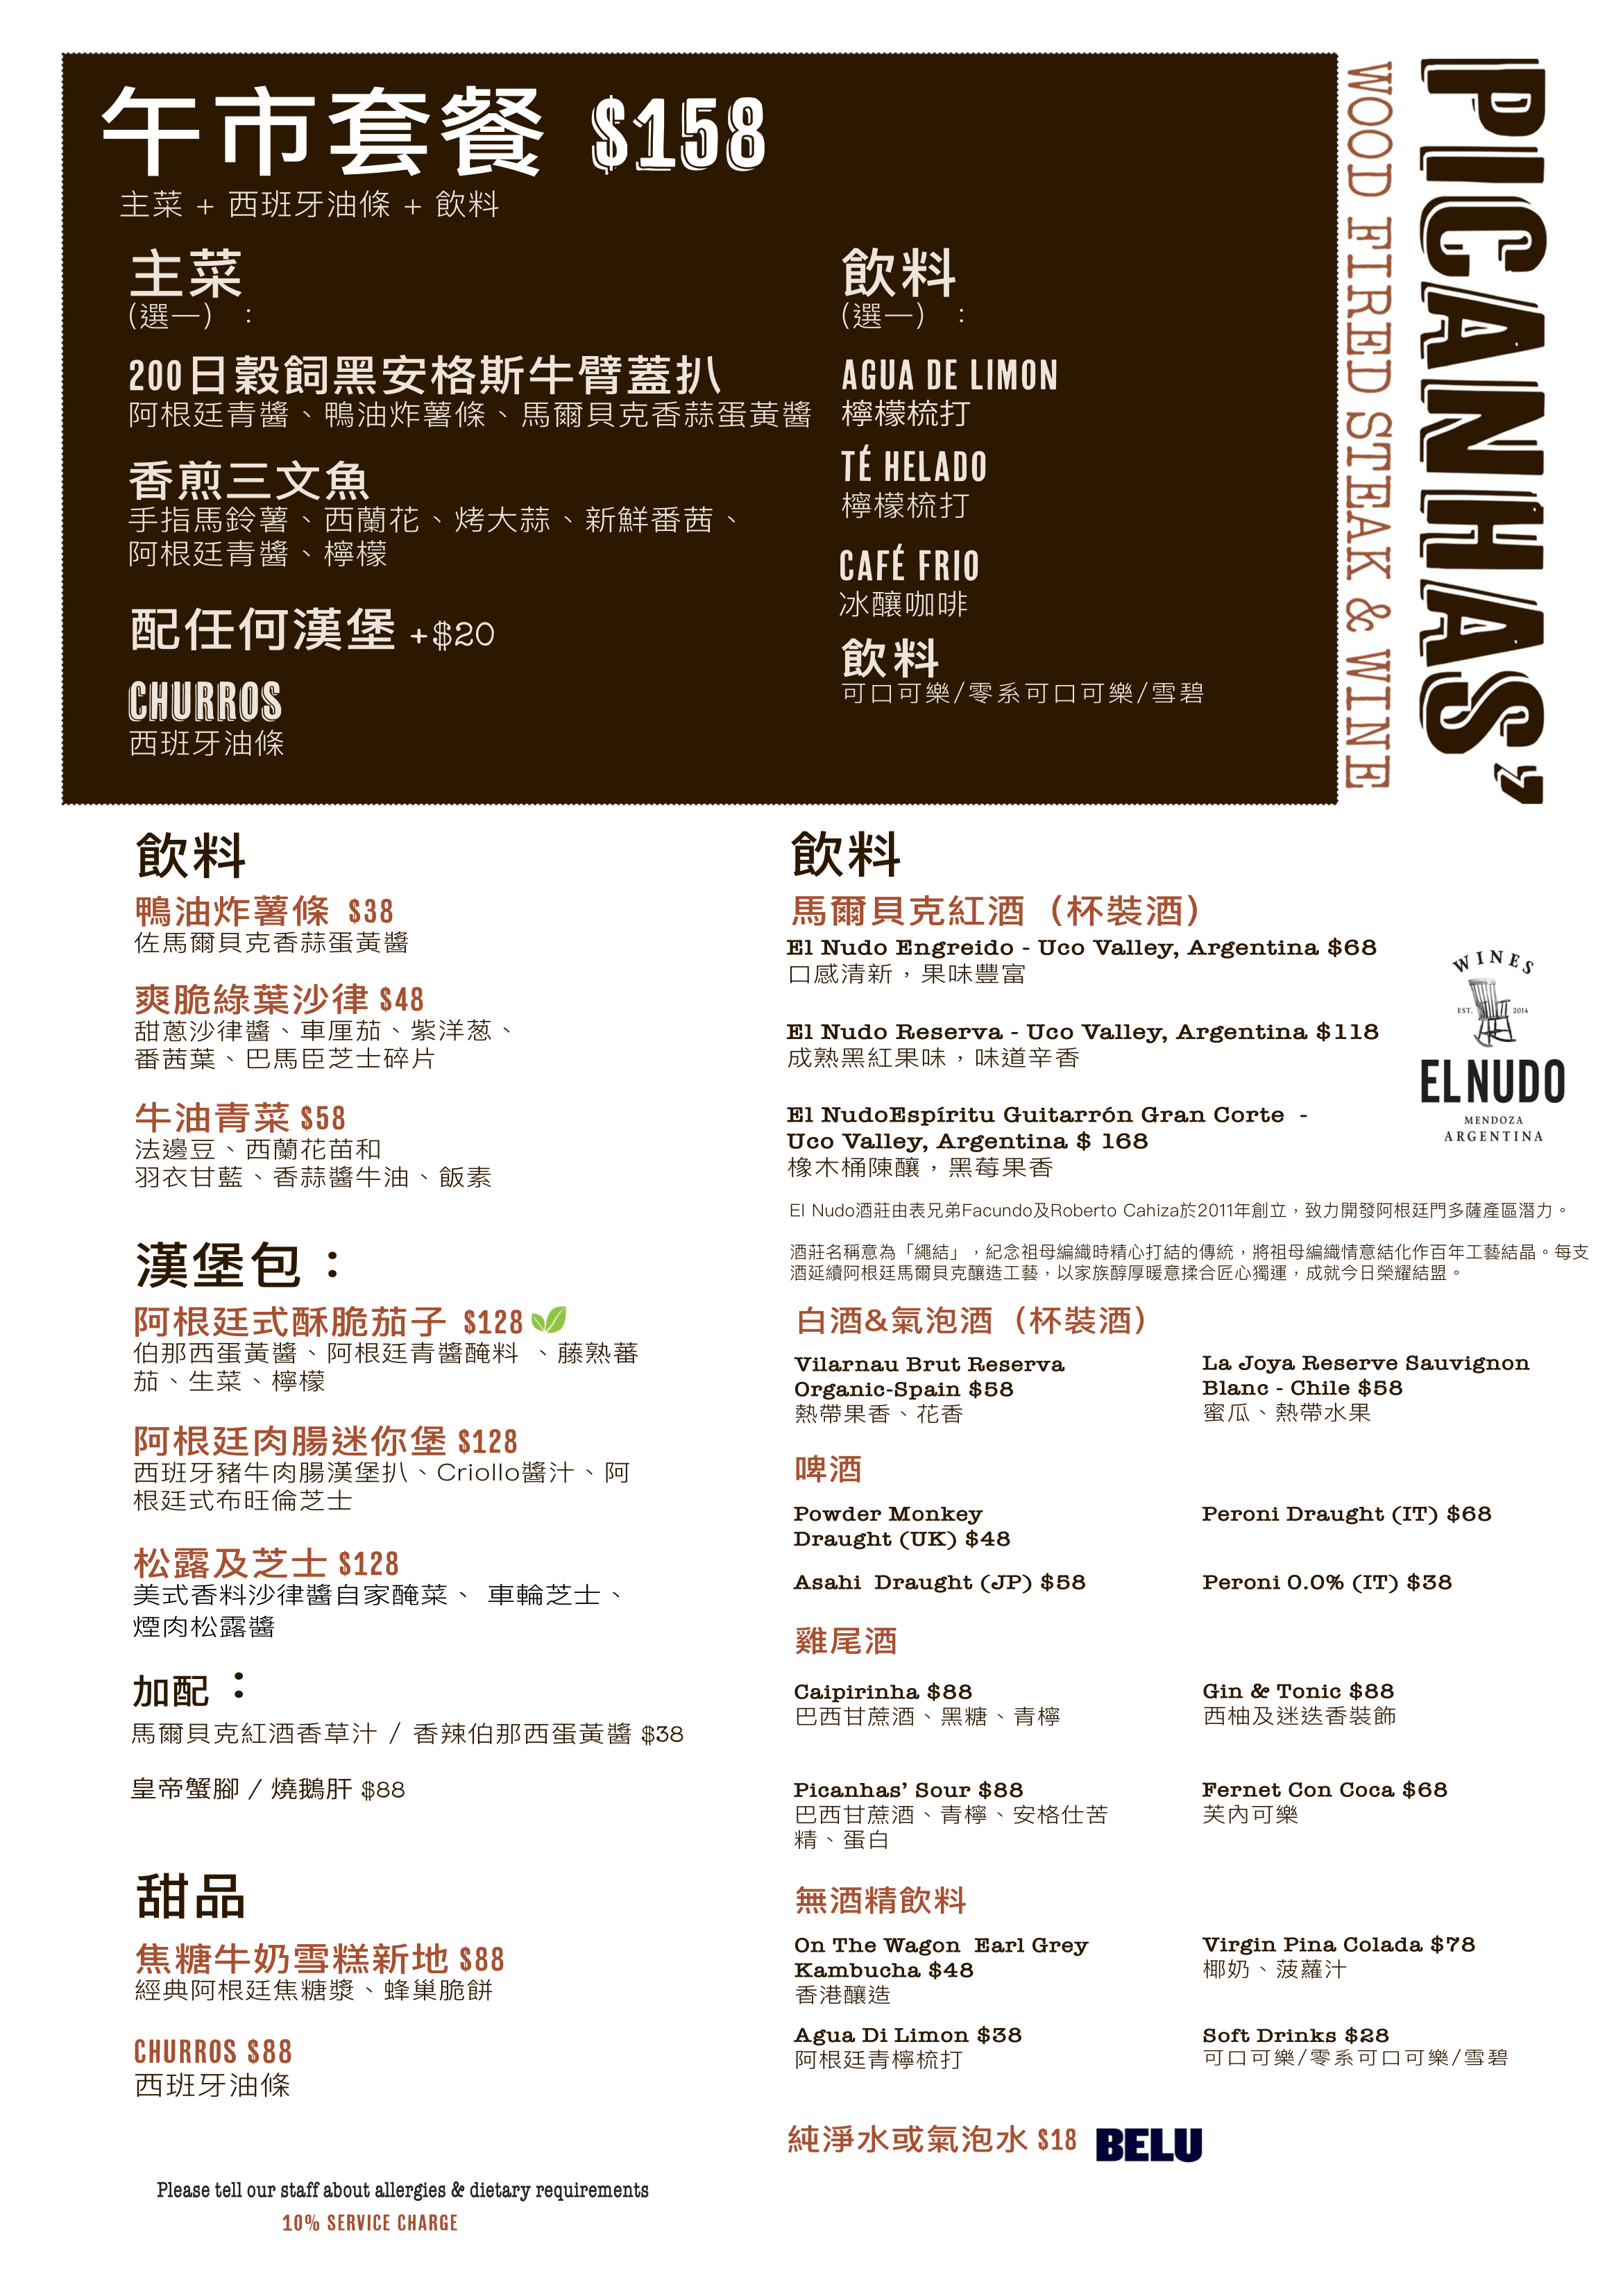 午市套餐 $158
主菜 + 西班牙油條 + 飲料
主菜
(選一) ：
200日穀飼黑安格斯牛臂蓋扒
阿根廷青醬、鴨油炸薯條、馬爾貝克香蒜蛋黃醬
香煎三文魚
手指馬鈴薯、西蘭花、烤大蒜、新鮮番茜、
阿根廷青醬、檸檬
配任何漢堡 +$20
CHURROS
西班牙油條
飲料
(選一) ：
AGUA DE LIMON
檸檬梳打
TÉ HELADO
檸檬梳打
CAFÉ FRIO
冰釀咖啡
飲料
可口可樂/零系可口可樂/雪碧
PICANHAS'
WOOD FIRED STEAK & WINE
飲料
鴨油炸薯條 $38
佐馬爾貝克香蒜蛋黃醬
爽脆綠葉沙律 $48
甜蔥沙律醬、車厘茄、紫洋葱、
番茜葉、巴馬臣芝士碎片
牛油青菜 $58
法邊豆、西蘭花苗和
羽衣甘藍、香蒜醬牛油、飯素
漢堡包：
阿根廷式酥脆茄子 $128
伯那西蛋黃醬、阿根廷青醬醃料 、藤熟蕃
茄、生菜、檸檬
阿根廷肉腸迷你堡 $128
西班牙豬牛肉腸漢堡扒、Criollo醬汁、阿
根廷式布旺倫芝士
松露及芝士 $128
美式香料沙律醬自家醃菜、 車輪芝士、
煙肉松露醬
加配：
馬爾貝克紅酒香草汁 / 香辣伯那西蛋黃醬 $38
皇帝蟹腳 / 燒鵝肝 $88
甜品
焦糖牛奶雪糕新地 $88
經典阿根廷焦糖漿、蜂巢脆餅
CHURROS $88
西班牙油條
Please tell our staff about allergies & dietary requirements
10% SERVICE CHARGE
飲料
馬爾貝克紅酒（杯裝酒）
El Nudo Engreido - Uco Valley, Argentina $68
口感清新，果味豐富
El Nudo Reserva - Uco Valley, Argentina $118
成熟黑紅果味，味道辛香
El NudoEspíritu Guitarrón Gran Corte -
Uco Valley, Argentina $ 168
橡木桶陳釀，黑莓果香
WINES
EST. 2014
EL NUDO
MENDOZA
ARGENTINA
El Nudo酒莊由表兄弟Facundo及Roberto Cahiza於2011年創立，致力開發阿根廷門多薩產區潛力。
酒莊名稱意為「繩結」，紀念祖母編織時精心打結的傳統，將祖母編織情意結化作百年工藝結晶。每支
酒延續阿根廷馬爾貝克釀造工藝，以家族醇厚暖意揉合匠心獨運，成就今日榮耀結盟。
白酒&氣泡酒（杯裝酒）
Vilarnau Brut Reserva
Organic-Spain $58
熱帶果香、花香
La Joya Reserve Sauvignon
Blanc - Chile $58
蜜瓜、熱帶水果
啤酒
Powder Monkey
Draught (UK) $48
Peroni Draught (IT) $68
Asahi Draught (JP) $58
Peroni 0.0% (IT) $38
雞尾酒
Caipirinha $88
巴西甘蔗酒、黑糖、青檸
Gin & Tonic $88
西柚及迷迭香裝飾
Picanhas’ Sour $88
巴西甘蔗酒、青檸、安格仕苦
精、蛋白
Fernet Con Coca $68
芙內可樂
無酒精飲料
On The Wagon Earl Grey
Kambucha $48
香港釀造
Virgin Pina Colada $78
椰奶、菠蘿汁
Agua Di Limon $38
阿根廷青檸梳打
Soft Drinks $28
可口可樂/零系可口可樂/雪碧
純淨水或氣泡水 $18 BELU